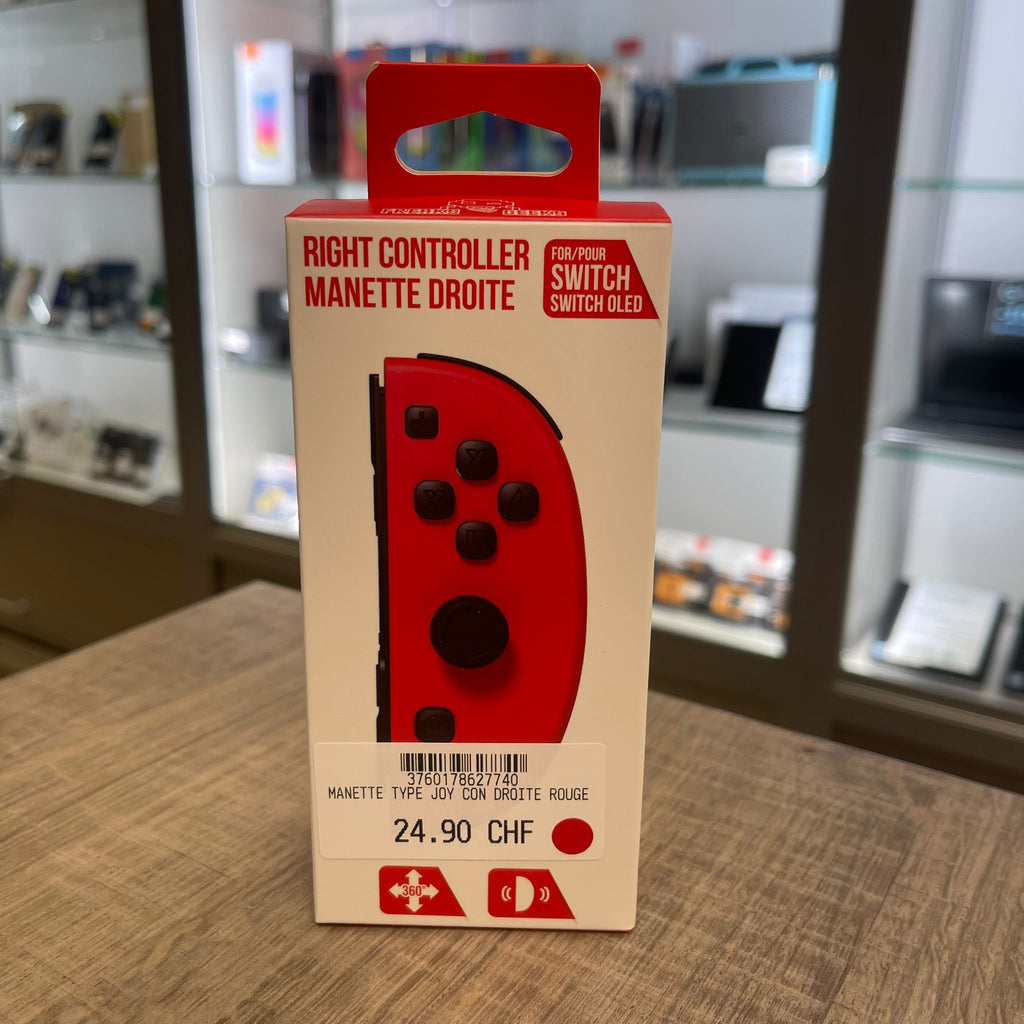 FREAKS GEEKS
RIGHT CONTROLLER
MANETTE DROITE
FOR/POUR
SWITCH
SWITCH OLED
3760178627740
MANETTE TYPE JOY CON DROITE ROUGE
24.90 CHF
360°